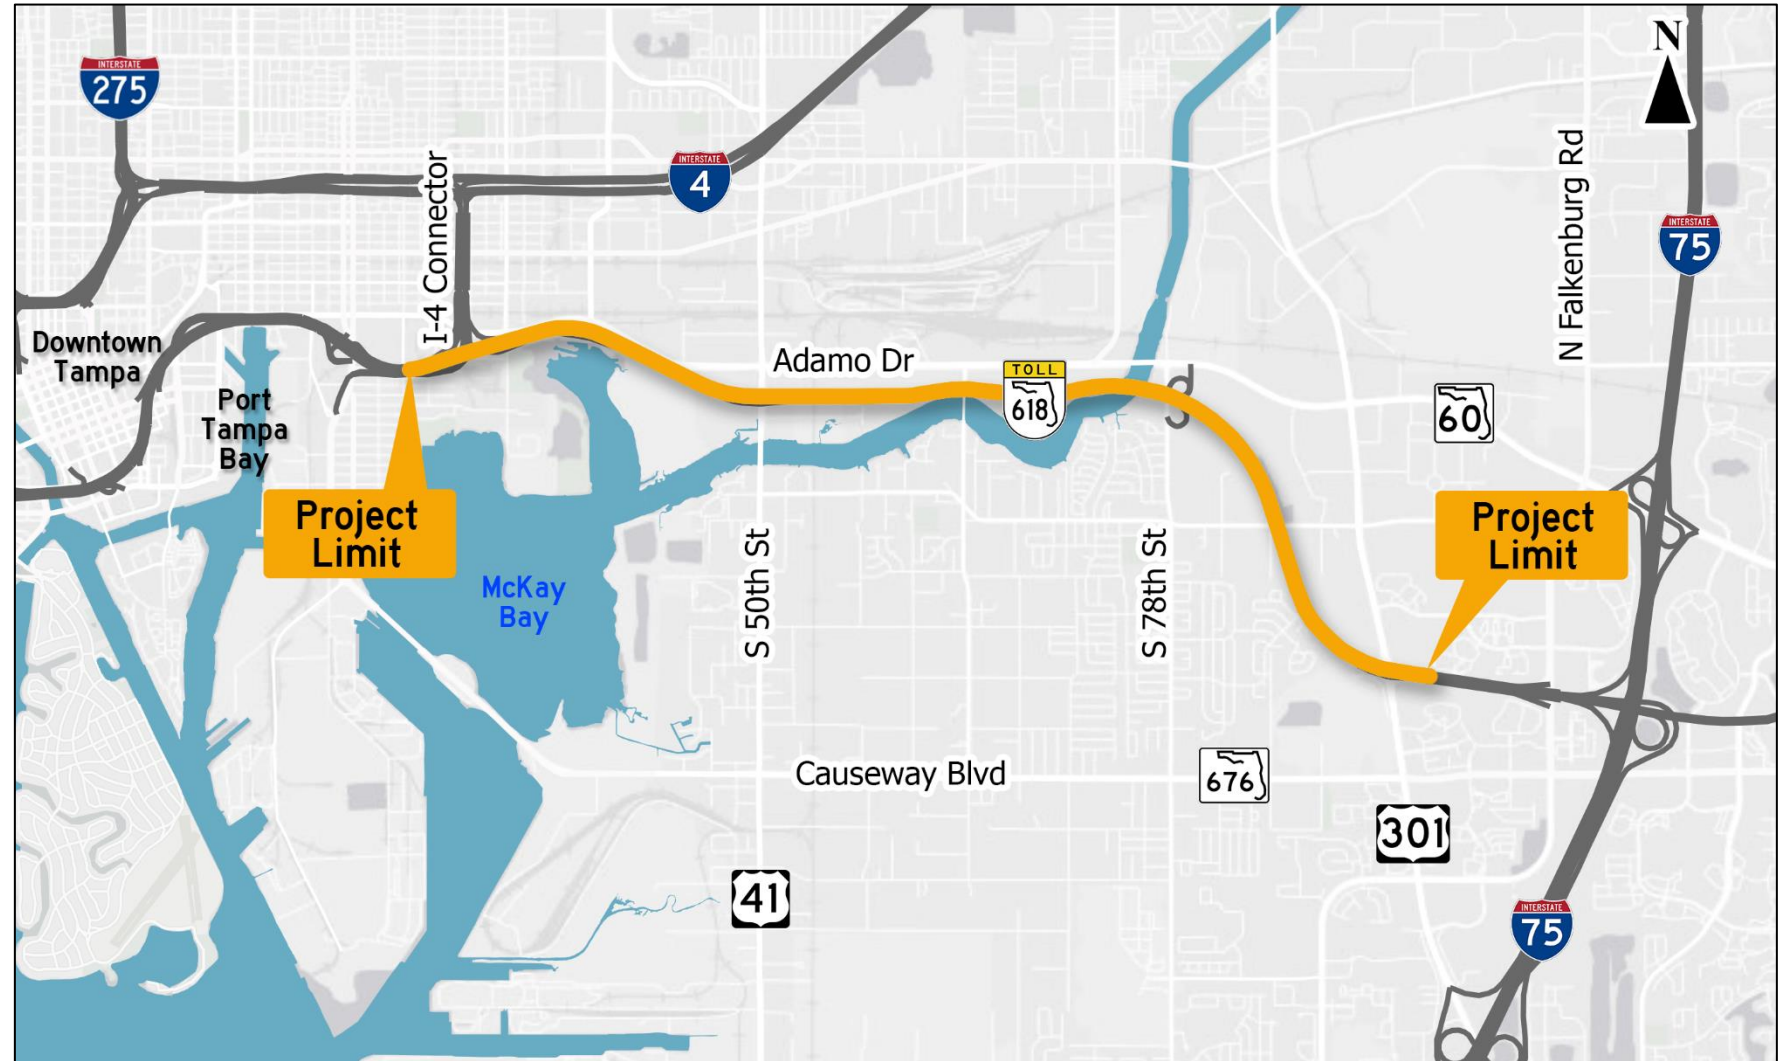 N
INTERSTATE
275
INTERSTATE
4
I-4 Connector
N Falkenburg Rd
INTERSTATE
75
Downtown
Tampa
Adamo Dr
TOLL
618
60
Port
Tampa
Bay
Project
Limit
Project
Limit
McKay
Bay
S 50th St
S 78th St
Causeway Blvd
676
301
41
INTERSTATE
75